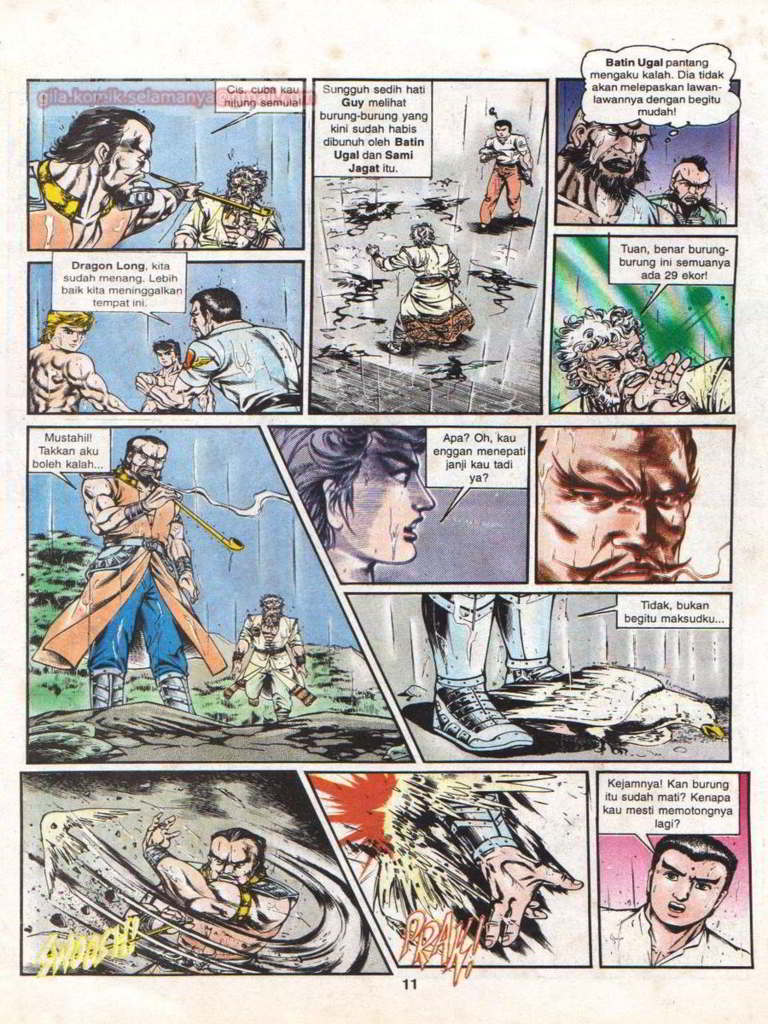 gila.komik.selamanya
Cis, cuba kau
hitung semula!
Sungguh sedih hati
Guy melihat
burung-burung yang
kini sudah habis
dibunuh oleh Batin
Ugal dan Sami
Jagat itu.
Batin Ugal pantang
mengaku kalah. Dia tidak
akan melepaskan lawan-
lawannya dengan begitu
mudah!
Dragon Long, kita
sudah menang. Lebih
baik kita meninggalkan
tempat ini.
Tuan, benar burung-
burung ini semuanya
ada 29 ekor!
Mustahil!
Takkan aku
boleh kalah...
Apa? Oh, kau
enggan menepati
janji kau tadi
ya?
Tidak, bukan
begitu maksudku...
Kejamnya! Kan burung
itu sudah mati? Kenapa
kau mesti memotongnya
lagi?
PRAK!
11